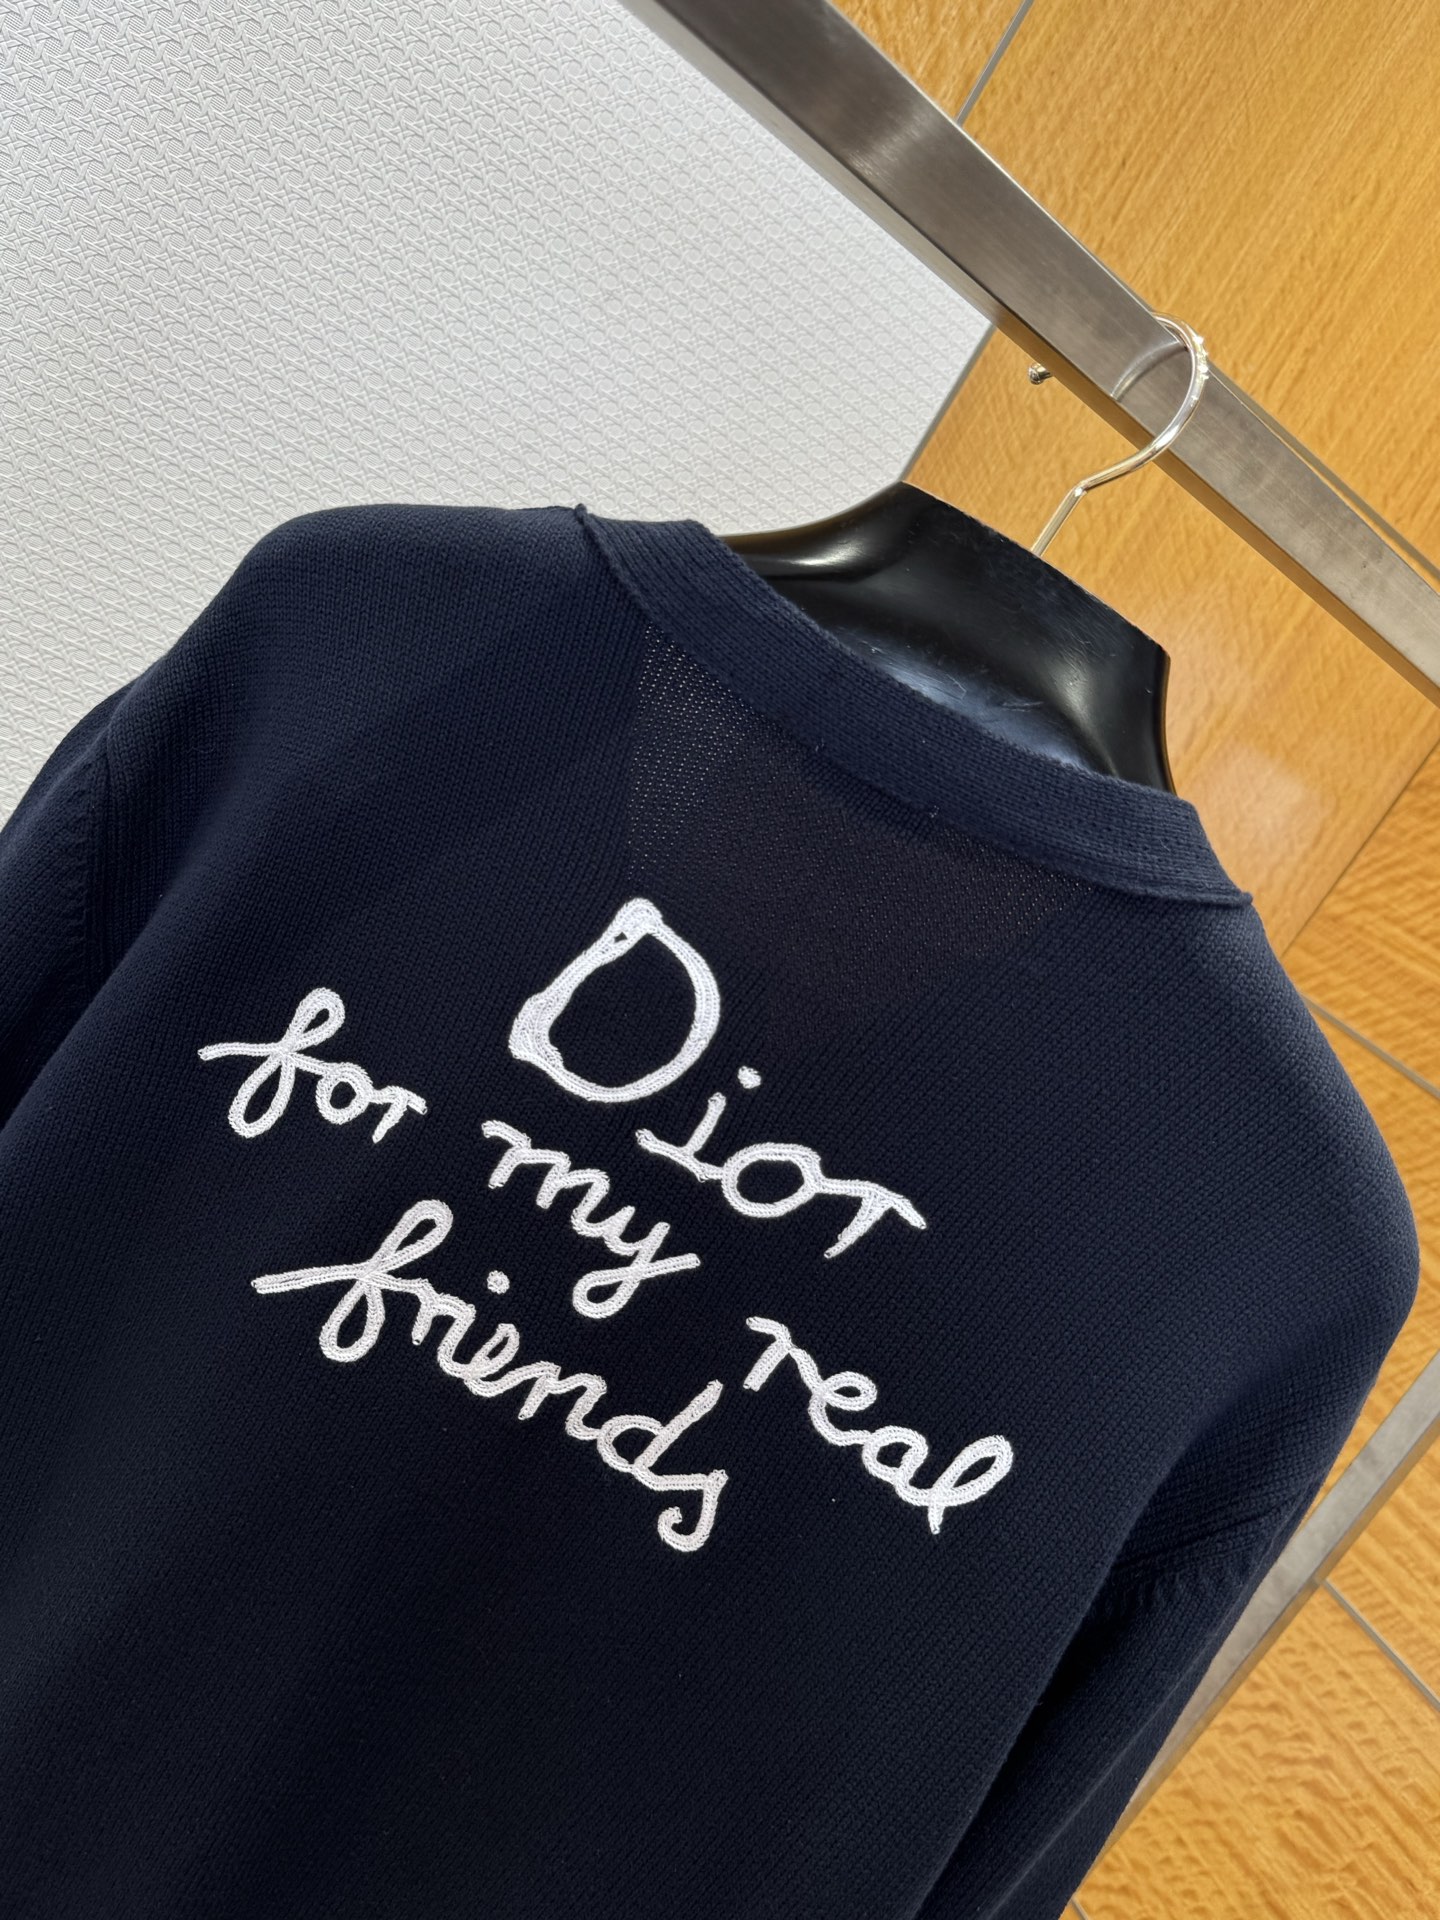 Dior
for my real
friends